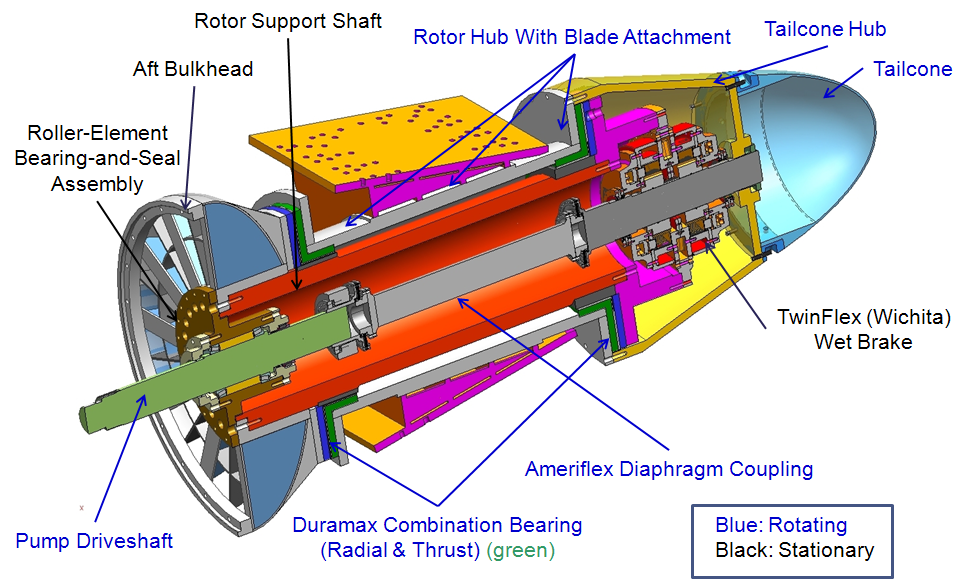 Rotor Support Shaft
Rotor Hub With Blade Attachment
Tailcone Hub
Tailcone
Aft Bulkhead
Roller-Element
Bearing-and-Seal
Assembly
TwinFlex (Wichita)
Wet Brake
Ameriflex Diaphragm Coupling
Duramax Combination Bearing
(Radial & Thrust) (green)
Pump Driveshaft
Blue: Rotating
Black: Stationary
x